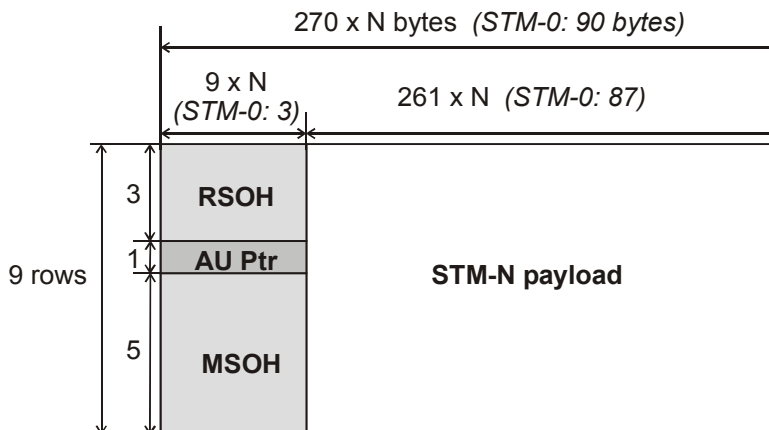 270 x N bytes (STM-0: 90 bytes)
9 x N
(STM-0: 3)
261 x N (STM-0: 87)
3
RSOH
1
AU Ptr
9 rows
STM-N payload
5
MSOH